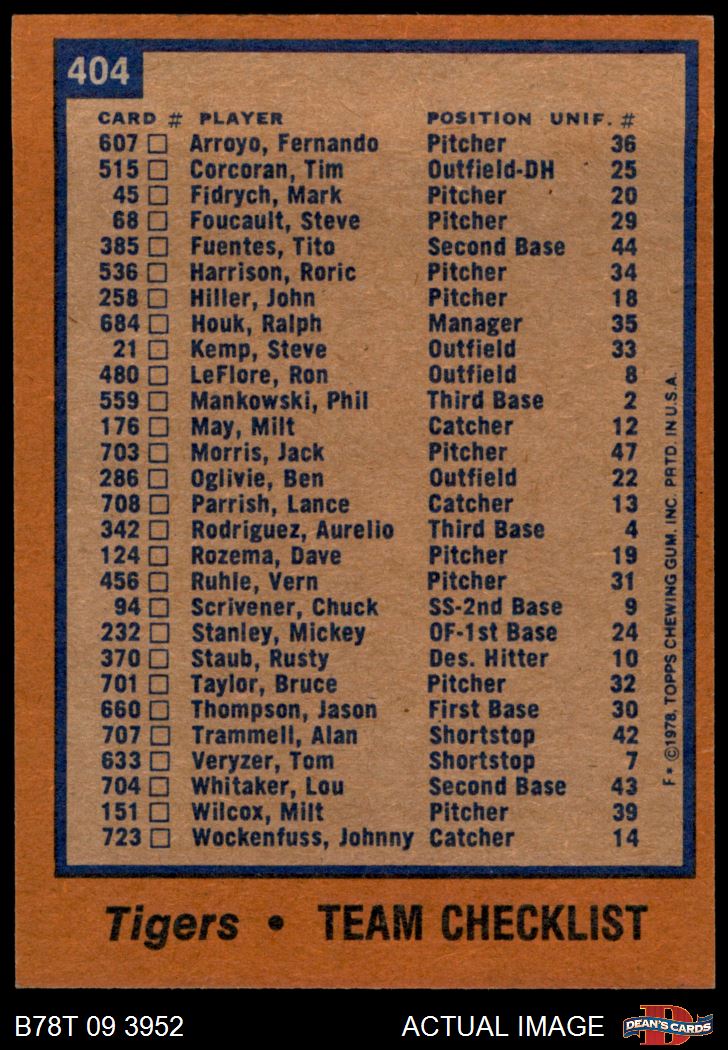 404
CARD # PLAYER POSITION UNIF. #
607 Arroyo, Fernando Pitcher 36
515 Corcoran, Tim Outfield-DH 25
45 Fidrych, Mark Pitcher 20
68 Foucault, Steve Pitcher 29
385 Fuentes, Tito Second Base 44
536 Harrison, Roric Pitcher 34
258 Hiller, John Pitcher 18
684 Houk, Ralph Manager 35
21 Kemp, Steve Outfield 33
480 LeFlore, Ron Outfield 8
559 Mankowski, Phil Third Base 2
176 May, Milt Catcher 12
703 Morris, Jack Pitcher 47
286 Oglivie, Ben Outfield 22
708 Parrish, Lance Catcher 13
342 Rodriguez, Aurelio Third Base 4
124 Rozema, Dave Pitcher 19
456 Ruhle, Vern Pitcher 31
94 Scrivener, Chuck SS-2nd Base 9
232 Stanley, Mickey OF-1st Base 24
370 Staub, Rusty Des. Hitter 10
701 Taylor, Bruce Pitcher 32
660 Thompson, Jason First Base 30
707 Trammell, Alan Shortstop 42
633 Veryzer, Tom Shortstop 7
704 Whitaker, Lou Second Base 43
151 Wilcox, Milt Pitcher 39
723 Wockenfuss, Johnny Catcher 14
F* ©1978, TOPPS CHEWING GUM. INC. PRTD. IN U.S.A.
Tigers • TEAM CHECKLIST
B78T 09 3952 ACTUAL IMAGE
D
DEAN'S CARDS